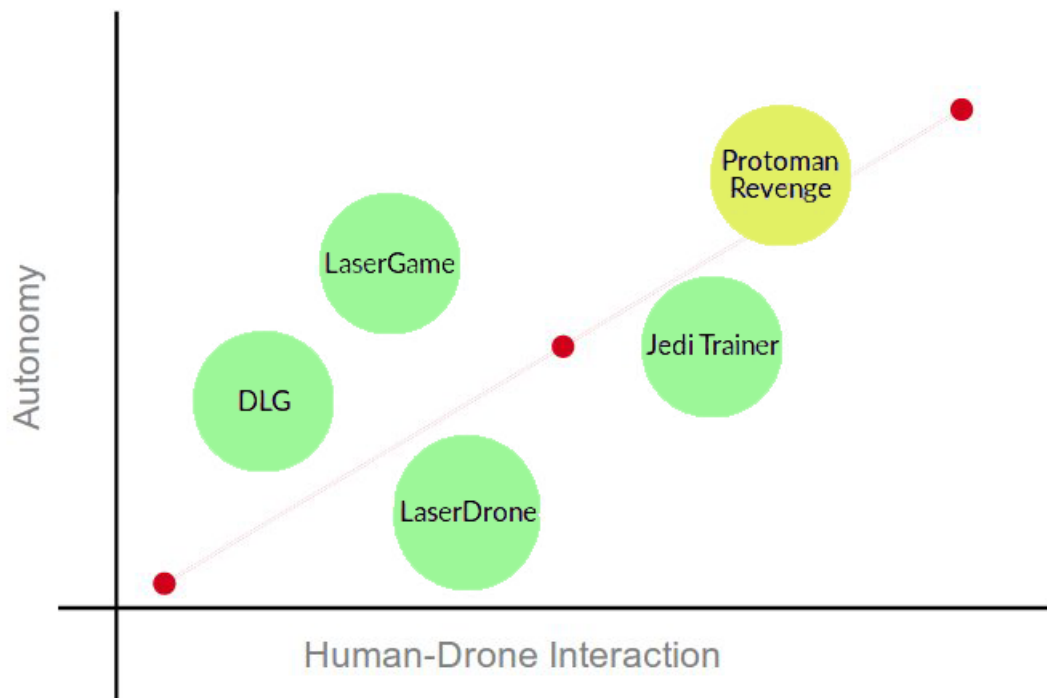 Protoman
Revenge
LaserGame
Jedi Trainer
DLG
LaserDrone
Autonomy
Human-Drone Interaction